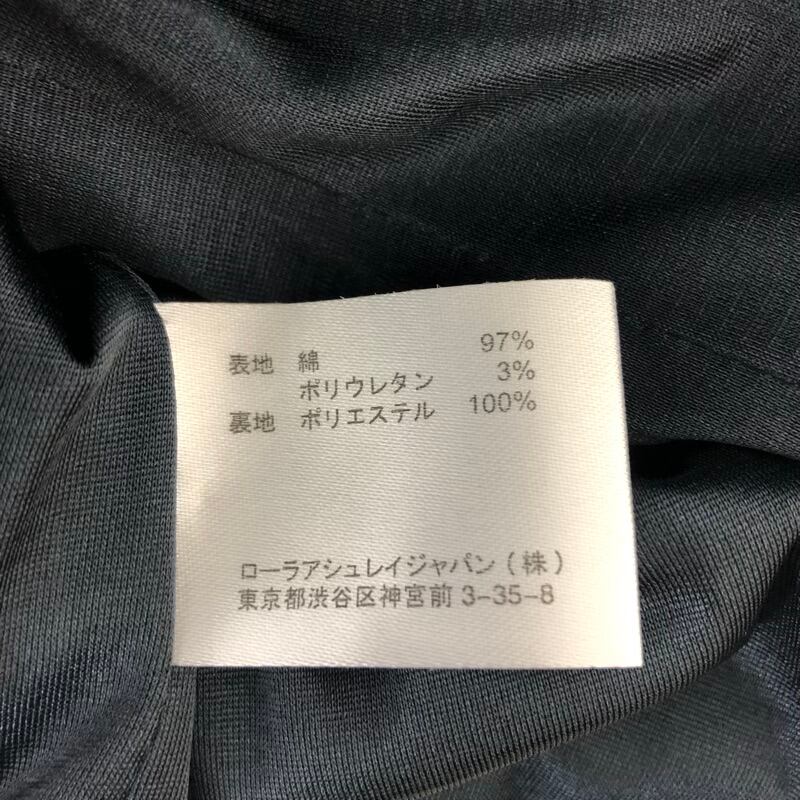 表地 綿 97%
ポリウレタン 3%
裏地 ポリエステル 100%
ローラアシュレイジャパン(株)
東京都渋谷区神宮前 3-35-8